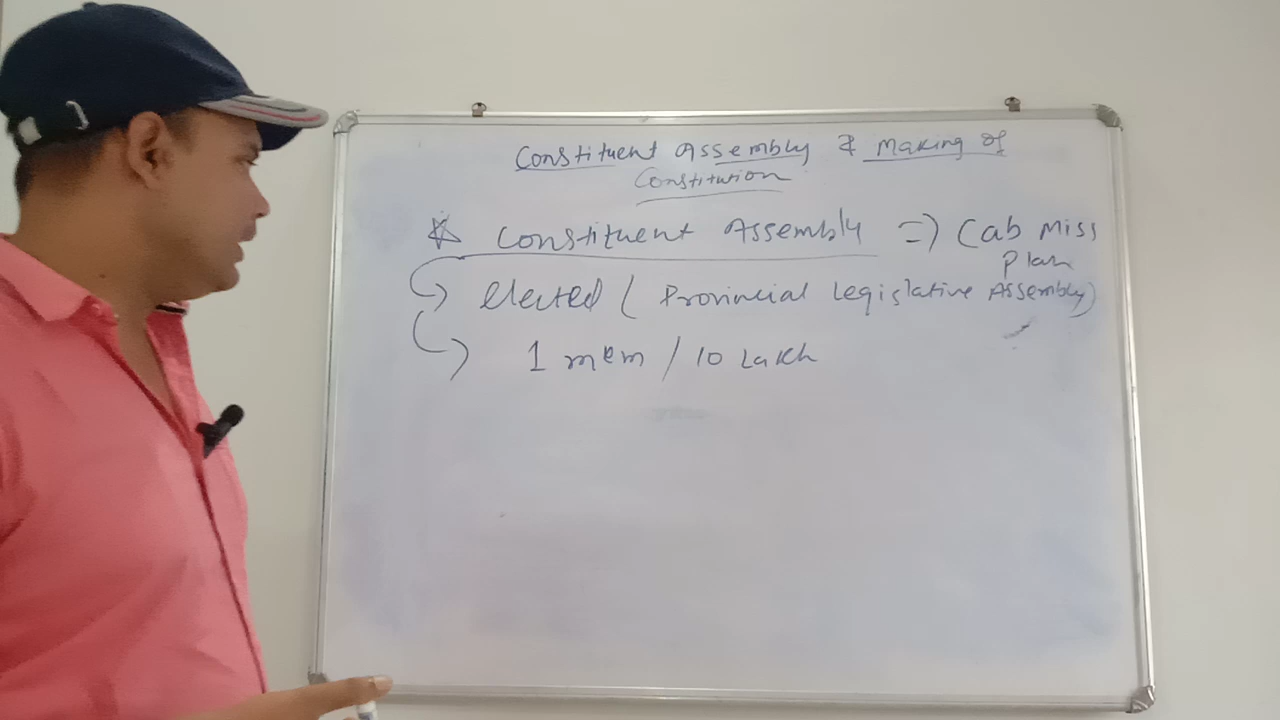 Constituent Assembly & Making of
Constitution
Constituent Assembly => Cab Miss
Plan
elected (Provincial Legislative Assembly)
1 mem / 10 Lakh